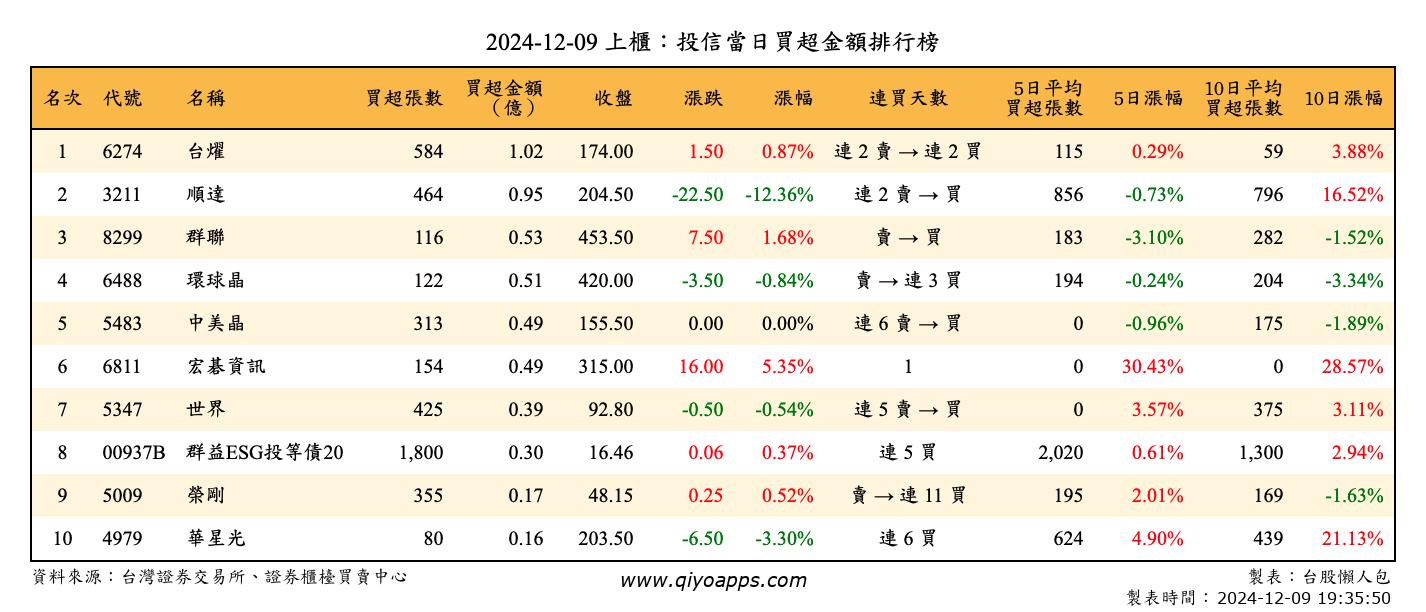 2024-12-09 上櫃：投信當日買超金額排行榜
名次 代號 名稱 買超張數 買超金額（億） 收盤 漲跌 漲幅 連買天數 5日平均買超張數 5日漲幅 10日平均買超張數 10日漲幅
1 6274 台燿 584 1.02 174.00 1.50 0.87% 連 2 賣 → 連 2 買 115 0.29% 59 3.88%
2 3211 順達 464 0.95 204.50 -22.50 -12.36% 連 2 賣 → 買 856 -0.73% 796 16.52%
3 8299 群聯 116 0.53 453.50 7.50 1.68% 賣 → 買 183 -3.10% 282 -1.52%
4 6488 環球晶 122 0.51 420.00 -3.50 -0.84% 賣 → 連 3 買 194 -0.24% 204 -3.34%
5 5483 中美晶 313 0.49 155.50 0.00 0.00% 連 6 賣 → 買 0 -0.96% 175 -1.89%
6 6811 宏碁資訊 154 0.49 315.00 16.00 5.35% 1 0 30.43% 0 28.57%
7 5347 世界 425 0.39 92.80 -0.50 -0.54% 連 5 賣 → 買 0 3.57% 375 3.11%
8 00937B 群益ESG投等債20 1,800 0.30 16.46 0.06 0.37% 連 5 買 2,020 0.61% 1,300 2.94%
9 5009 榮剛 355 0.17 48.15 0.25 0.52% 賣 → 連 11 買 195 2.01% 169 -1.63%
10 4979 華星光 80 0.16 203.50 -6.50 -3.30% 連 6 買 624 4.90% 439 21.13%
資料來源：台灣證券交易所、證券櫃檯買賣中心 www.qiyoapps.com 製表：台股懶人包
製表時間：2024-12-09 19:35:50